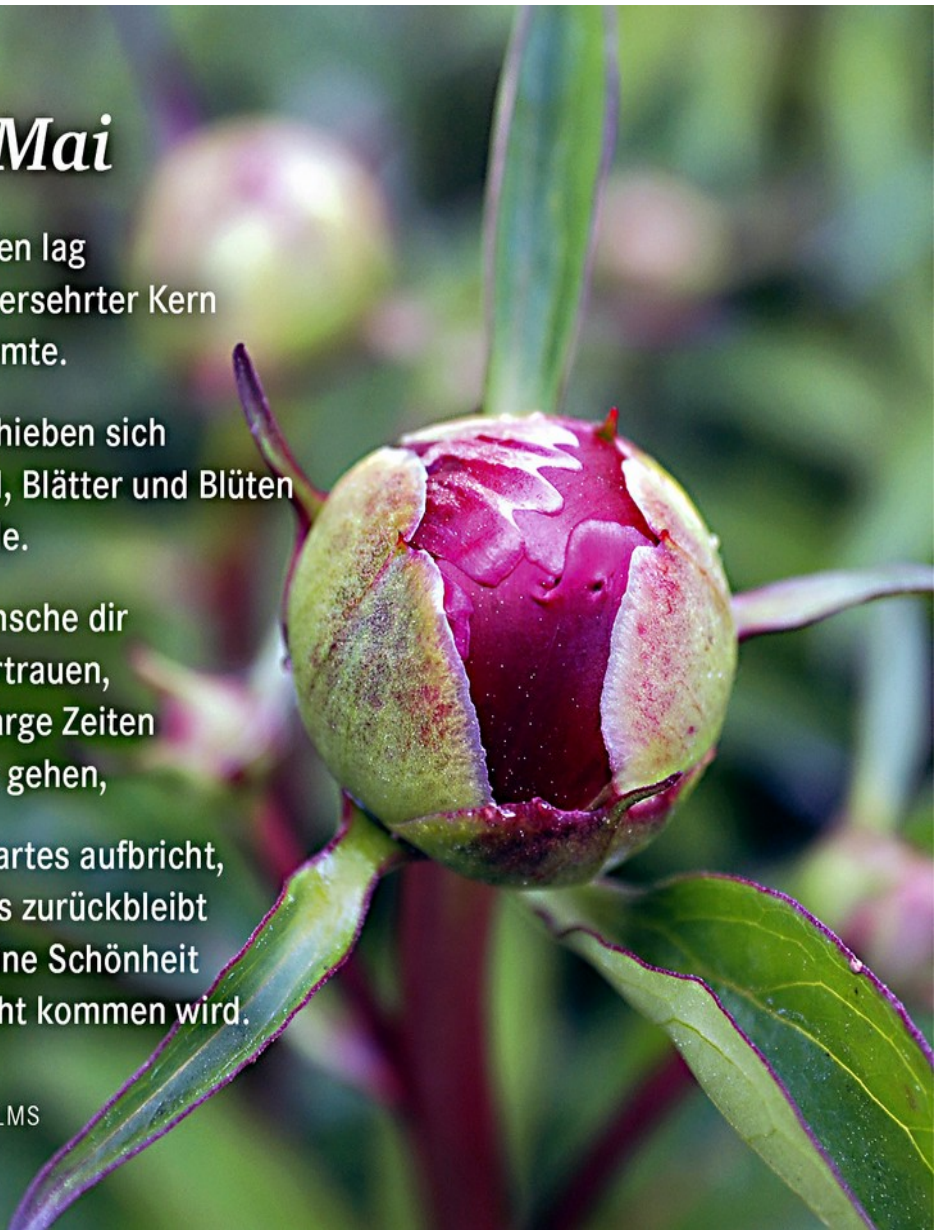 Mai
en lag
ersehrter Kern
mte.
hieben sich
l, Blätter und Blüten
le.
nsche dir
rtrauen,
arge Zeiten
gehen,
artes aufbricht,
s zurückbleibt
ne Schönheit
ht kommen wird.
LMS